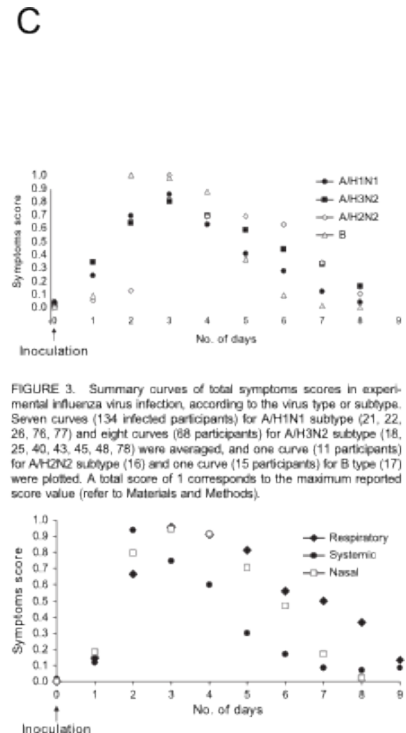 C
1.0
0.9
0.8
0.7
0.6
0.5
0.4
0.3
0.2
0.1
0.0
Symptoms score
A/H1N1
A/H3N2
A/H2N2
B
0 1 2 3 4 5 6 7 8 9
No. of days
Inoculation
FIGURE 3. Summary curves of total symptoms scores in experi-
mental influenza virus infection, according to the virus type or subtype.
Seven curves (134 infected participants) for A/H1N1 subtype (21, 22,
26, 76, 77) and eight curves (68 participants) for A/H3N2 subtype (18,
25, 40, 43, 45, 48, 78) were averaged, and one curve (11 participants)
for A/H2N2 subtype (16) and one curve (15 participants) for B type (17)
were plotted. A total score of 1 corresponds to the maximum reported
score value (refer to Materials and Methods).
1.0
0.9
0.8
0.7
0.6
0.5
0.4
0.3
0.2
0.1
0.0
Symptoms score
Respiratory
Systemic
Nasal
0 1 2 3 4 5 6 7 8 9
No. of days
Inoculation